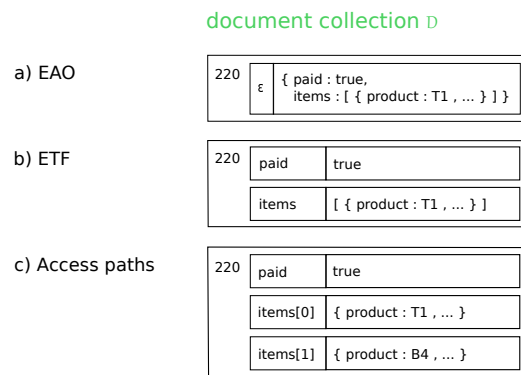 document collection D
a) EAO
220
ε
{ paid : true,
items : [ { product : T1 , ... } ] }
b) ETF
220
paid
true
items
[ { product : T1 , ... } ]
c) Access paths
220
paid
true
items[0]
{ product : T1 , ... }
items[1]
{ product : B4 , ... }